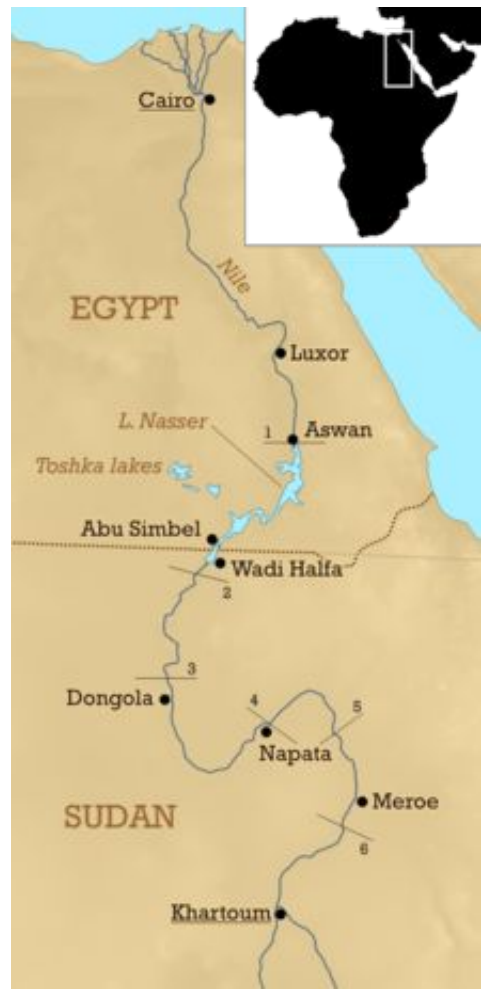 Cairo
Nile
EGYPT
Luxor
L. Nasser
1
Aswan
Toshka lakes
Abu Simbel
Wadi Halfa
2
3
Dongola
4
5
Napata
SUDAN
Meroe
6
Khartoum